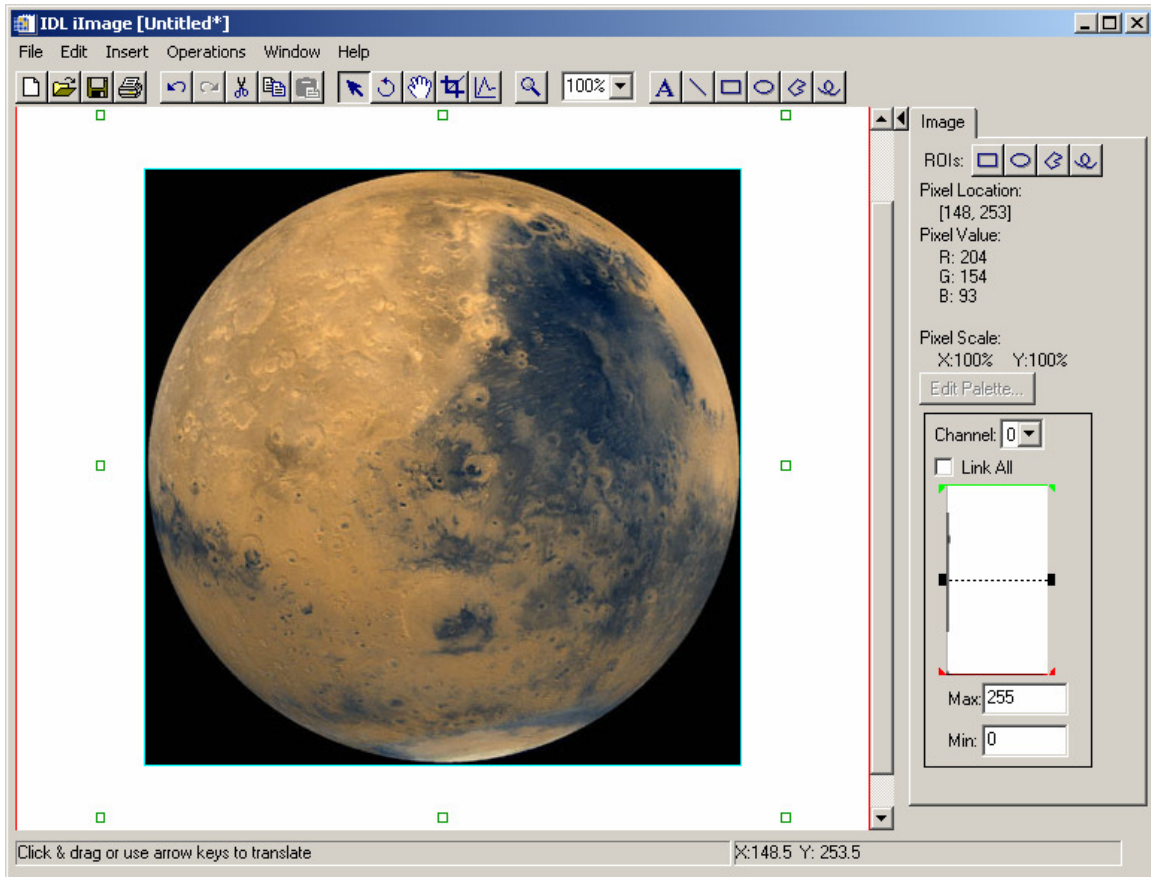 IDL iImage [Untitled*]
File Edit Insert Operations Window Help
100% A
Image
ROIs:
Pixel Location:
[148, 253]
Pixel Value:
R: 204
G: 154
B: 93
Pixel Scale:
X:100% Y:100%
Edit Palette...
Channel: 0
Link All
Max: 255
Min: 0
Click & drag or use arrow keys to translate
X:148.5 Y: 253.5